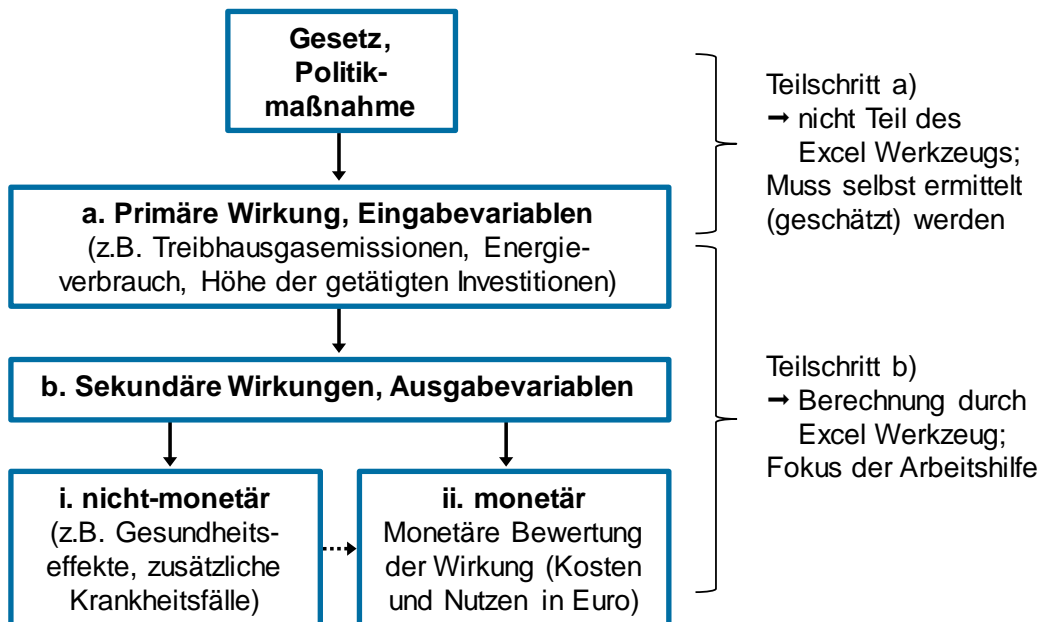 Gesetz,
Politik-
maßnahme
a. Primäre Wirkung, Eingabevariablen
(z.B. Treibhausgasemissionen, Energie-
verbrauch, Höhe der getätigten Investitionen)
b. Sekundäre Wirkungen, Ausgabevariablen
i. nicht-monetär
(z.B. Gesundheits-
effekte, zusätzliche
Krankheitsfälle)
ii. monetär
Monetäre Bewertung
der Wirkung (Kosten
und Nutzen in Euro)
Teilschritt a)
➞ nicht Teil des
Excel Werkzeugs;
Muss selbst ermittelt
(geschätzt) werden
Teilschritt b)
➞ Berechnung durch
Excel Werkzeug;
Fokus der Arbeitshilfe